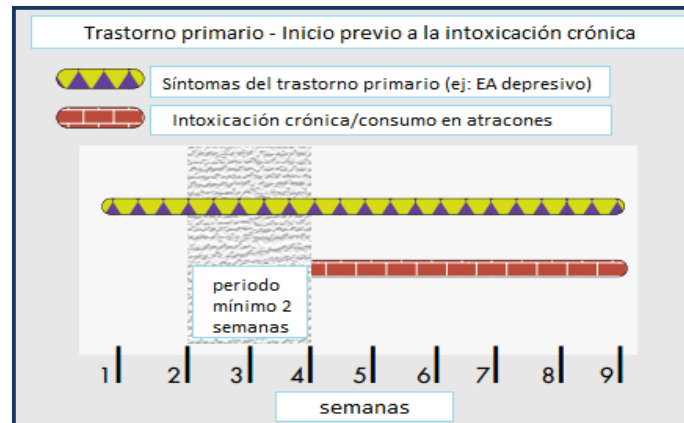 Trastorno primario - Inicio previo a la intoxicación crónica
Síntomas del trastorno primario (ej: EA depresivo)
Intoxicación crónica/consumo en atracones
periodo
mínimo 2
semanas
1 2 3 4 5 6 7 8 9
semanas